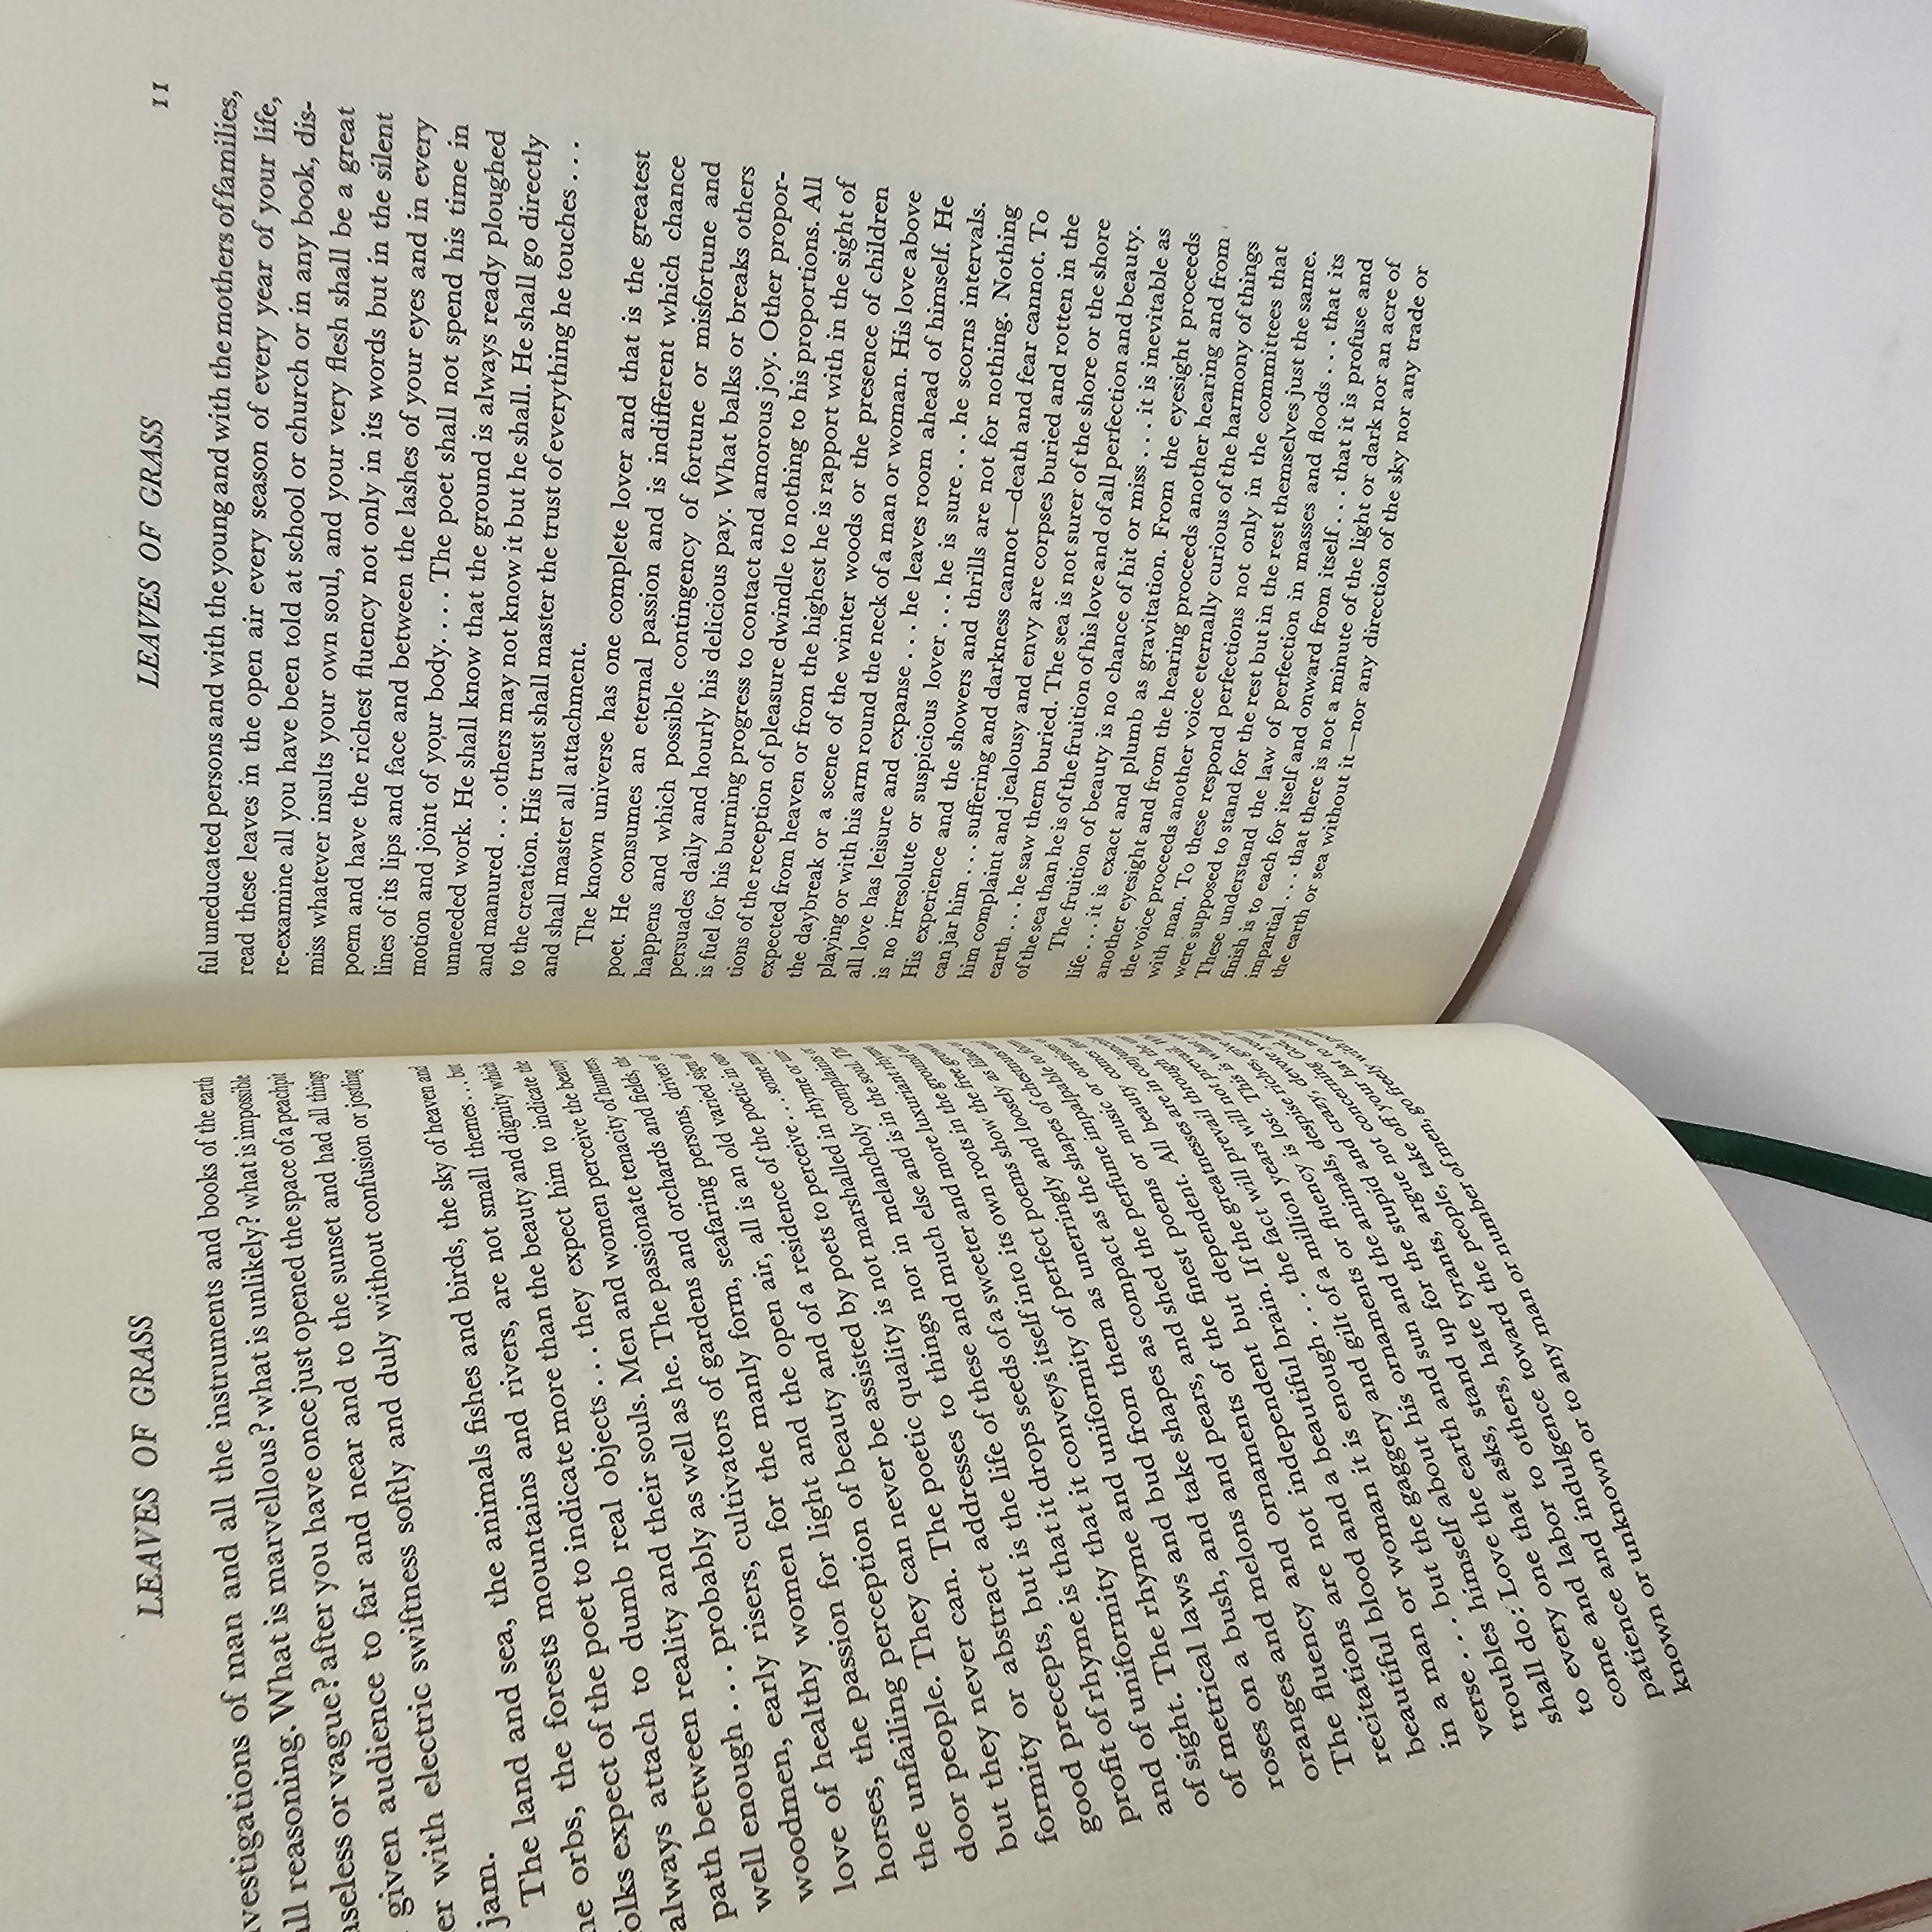 LEAVES OF GRASS
vestigations of man and all the instruments and books of the earth
all reasoning. What is marvellous? what is unlikely? what is impossible
aseless or vague? after you have once just opened the space of a peachpit
given audience to far and near and to the sunset and had all things
er with electric swiftness softly and duly without confusion or jostling
jam.
The land and sea, the animals fishes and birds, the sky of heaven and
he orbs, the forests mountains and rivers, are not small themes... but
olks expect of the poet to indicate more than the beauty and dignity which
always attach to dumb real objects... they expect him to indicate the
path between reality and their souls. Men and women perceive the beauty
well enough... probably as well as he. The passionate tenacity of hunters,
woodmen, early risers, cultivators of gardens and orchards and fields, the
love of healthy women for the manly form, seafaring persons, drivers of
horses, the passion for light and the open air, all is an old varied sign of
the unfailing perception of beauty and of a residence of the poetic in out-
door people. They can never be assisted by poets to perceive... some may
but they never can. The poetic quality is not marshalled in rhyme or uni-
formity or abstract addresses to things nor in melancholy complaints or
good precepts, but is the life of these and much else and is in the soul. The
profit of rhyme is that it drops seeds of a sweeter and more luxuriant rhyme,
and of uniformity that it conveys itself into its own roots in the ground out
of sight. The rhyme and uniformity of perfect poems show the free growth
of metrical laws and bud from them as unerringly and loosely as lilacs or
roses on a bush, and take shapes as compact as the shapes of chestnuts and
oranges and melons and pears, and shed the perfume impalpable to form.
The fluency and ornaments of the finest poems or music or orations or
recitations are not independent but dependent. All beauty comes from
beautiful blood and a beautiful brain. If the greatnesses are in conjunction
in a man or woman it is enough... the fact will prevail through the
verse... but the gaggery and gilt of a million years will not prevail. Who
troubles himself about his ornaments or fluency is lost. This is what you
shall do: Love the earth and sun and the animals, despise riches, give alms
to every one that asks, stand up for the stupid and crazy, devote your
come and labor to others, hate tyrants, argue not concerning God, have
patience and indulgence toward the people, take off your hat to nothing
known or unknown or to any man or number of men, go freely with
LEAVES OF GRASS 11
ful uneducated persons and with the young and with the mothers of families,
read these leaves in the open air every season of every year of your life,
re-examine all you have been told at school or church or in any book, dis-
miss whatever insults your own soul, and your very flesh shall be a great
poem and have the richest fluency not only in its words but in the silent
lines of its lips and face and between the lashes of your eyes and in every
motion and joint of your body.... The poet shall not spend his time in
unneeded work. He shall know that the ground is always ready ploughed
and manured... others may not know it but he shall. He shall go directly
to the creation. His trust shall master the trust of everything he touches...
and shall master all attachment.
The known universe has one complete lover and that is the greatest
poet. He consumes an eternal passion and is indifferent which chance
happens and which possible contingency of fortune or misfortune and
persuades daily and hourly his delicious pay. What balks or breaks others
is fuel for his burning progress to contact and amorous joy. Other propor-
tions of the reception of pleasure dwindle to nothing to his proportions. All
expected from heaven or from the highest he is rapport with in the sight of
the daybreak or a scene of the winter woods or the presence of children
playing or with his arm round the neck of a man or woman. His love above
all love has leisure and expanse... he leaves room ahead of himself. He
is no irresolute or suspicious lover... he is sure... he scorns intervals.
His experience and the showers and thrills are not for nothing. Nothing
can jar him... suffering and darkness cannot—death and fear cannot. To
him complaint and jealousy and envy are corpses buried and rotten in the
earth... he saw them buried. The sea is not surer of the shore or the shore
of the sea than he is of the fruition of his love and of all perfection and beauty.
The fruition of beauty is no chance of hit or miss... it is inevitable as
life... it is exact and plumb as gravitation. From the eyesight proceeds
another eyesight and from the hearing proceeds another hearing and from
the voice proceeds another voice eternally curious of the harmony of things
with man. To these respond perfections not only in the committees that
were supposed to stand for the rest but in the rest themselves just the same.
These understand the law of perfection in masses and floods... that its
finish is to each for itself and onward from itself... that it is profuse and
impartial... that there is not a minute of the light or dark nor an acre of
the earth or sea without it—nor any direction of the sky nor any trade or